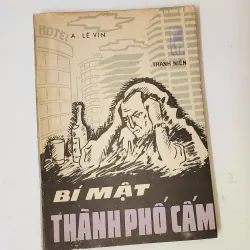 HOTEL
A. LÊ VIN
THANH NIÊN
BÍ MẬT
THÀNH PHỐ CẤM